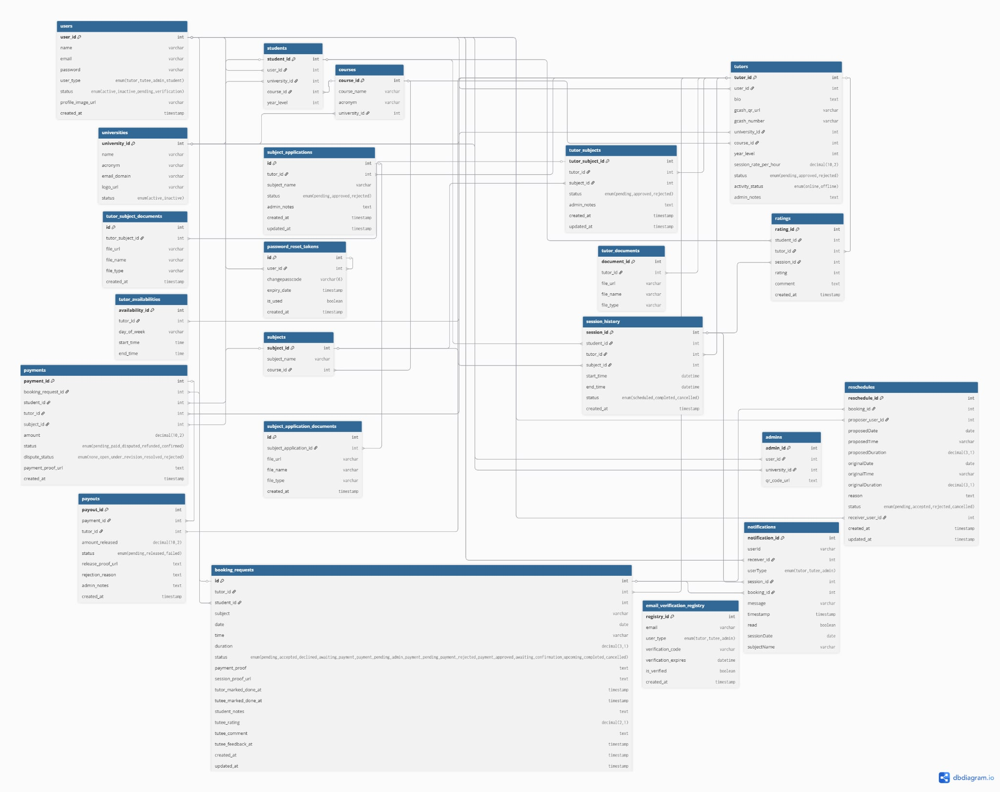 users
user_id int
name varchar
email varchar
password varchar
user_type enum(tutor,tutee,admin,student)
status enum(active,inactive,pending_verification)
profile_image_url varchar
created_at timestamp
students
student_id int
user_id int
university_id int
course_id int
year_level int
courses
course_id int
course_name varchar
acronym varchar
university_id int
tutors
tutor_id int
user_id int
bio text
gcash_qr_url varchar
gcash_number varchar
university_id int
course_id int
year_level int
session_rate_per_hour decimal(10,2)
status enum(pending,approved,rejected)
activity_status enum(online,offline)
admin_notes text
universities
university_id int
name varchar
acronym varchar
email_domain varchar
logo_url varchar
status enum(active,inactive)
subject_applications
id int
tutor_id int
subject_name varchar
status enum(pending,approved,rejected)
admin_notes text
created_at timestamp
updated_at timestamp
tutor_subjects
tutor_subject_id int
tutor_id int
subject_id int
status enum(pending,approved,rejected)
admin_notes text
created_at timestamp
updated_at timestamp
tutor_subject_documents
id int
tutor_subject_id int
file_url varchar
file_name varchar
file_type varchar
created_at timestamp
ratings
rating_id int
student_id int
tutor_id int
session_id int
rating int
comment text
created_at timestamp
password_reset_tokens
id int
user_id int
changepasscode varchar(6)
expiry_date timestamp
is_used boolean
created_at timestamp
tutor_documents
document_id int
tutor_id int
file_url varchar
file_name varchar
file_type varchar
tutor_availabilities
availability_id int
tutor_id int
day_of_week varchar
start_time time
end_time time
session_history
session_id int
student_id int
tutor_id int
subject_id int
start_time datetime
end_time datetime
status enum(scheduled,completed,cancelled)
created_at timestamp
subjects
subject_id int
subject_name varchar
course_id int
payments
payment_id int
booking_request_id int
student_id int
tutor_id int
subject_id int
amount decimal(10,2)
status enum(pending,paid,disputed,refunded,confirmed)
dispute_status enum(none,open,under_revision,resolved,rejected)
payment_proof_url text
created_at timestamp
reschedules
reschedule_id int
booking_id int
proposer_user_id int
proposedDate date
proposedTime varchar
proposedDuration decimal(3,1)
originalDate date
originalTime varchar
originalDuration decimal(3,1)
reason text
status enum(pending,accepted,rejected,cancelled)
receiver_user_id int
created_at timestamp
updated_at timestamp
subject_application_documents
id int
subject_application_id int
file_url varchar
file_name varchar
file_type varchar
created_at timestamp
admins
admin_id int
user_id int
university_id int
qr_code_url text
payouts
payout_id int
payment_id int
tutor_id int
amount_released decimal(10,2)
status enum(pending,released,failed)
release_proof_url text
rejection_reason text
admin_notes text
created_at timestamp
notifications
notification_id int
userId varchar
receiver_id int
userType enum(tutor,tutee,admin)
session_id int
booking_id int
message varchar
timestamp timestamp
read boolean
sessionDate date
subjectName varchar
booking_requests
id int
tutor_id int
student_id int
subject varchar
date date
time varchar
duration decimal(3,1)
status enum(pending,accepted,declined,awaiting_payment,payment_pending,admin_payment_pending,payment_rejected,payment_approved,awaiting_confirmation,upcoming,completed,cancelled)
payment_proof text
session_proof_url text
tutor_marked_done_at timestamp
tutee_marked_done_at timestamp
student_notes text
tutee_rating decimal(2,1)
tutee_comment text
tutee_feedback_at timestamp
created_at timestamp
updated_at timestamp
email_verification_registry
registry_id int
email varchar
user_type enum(tutor,tutee,admin)
verification_code varchar
verification_expires datetime
is_verified boolean
created_at timestamp
dbdiagram.io